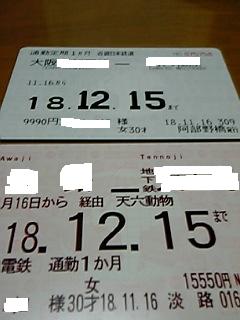 通勤定期1カ月 近畿日本鉄道
大阪 —
11.16から
18.12.15まで
9990円 様 18.11.16 309
女30才 阿部野橋
Awaji Tennoji
— 地下鉄
月16日から 経由 天六動物
18.12.15まで
電鉄 通勤1か月 15550円
女
様30才18.11.16 淡路 016